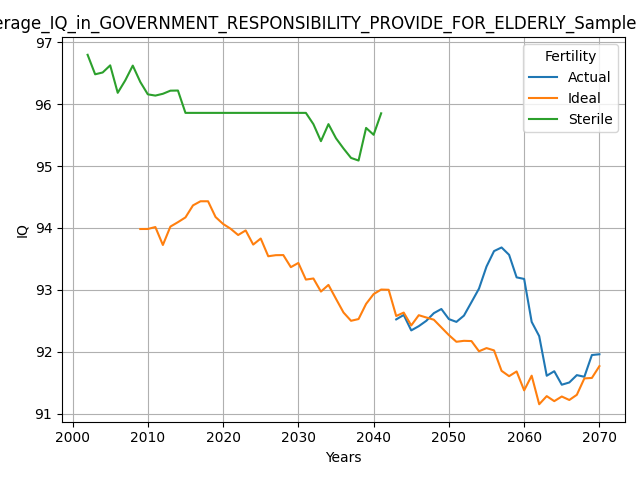 erage_IQ_in_GOVERNMENT_RESPONSIBILITY_PROVIDE_FOR_ELDERLY_Sample
97
96
95
94
93
92
91
IQ
Fertility
Actual
Ideal
Sterile
2000 2010 2020 2030 2040 2050 2060 2070
Years